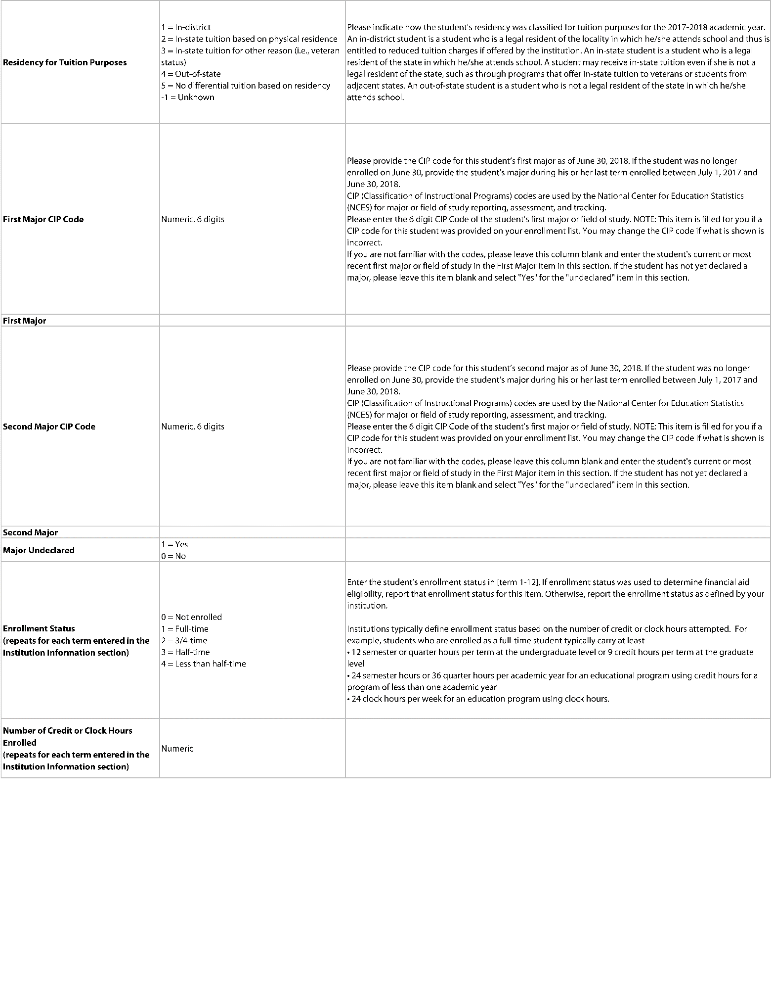 Residency for Tuition Purposes
1 = In-district
2 = In-state tuition based on physical residence
3 = In-state tuition for other reason (i.e., veteran
status)
4 = Out-of-state
5 = No differential tuition based on residency
-1 = Unknown
Please indicate how the student's residency was classified for tuition purposes for the 2017-2018 academic year.
An in-district student is a student who is a legal resident of the locality in which he/she attends school and thus is
entitled to reduced tuition charges if offered by the institution. An in-state student is a student who is a legal
resident of the state in which he/she attends school. A student may receive in-state tuition even if she is not a
legal resident of the state, such as through programs that offer in-state tuition to veterans or students from
adjacent states. An out-of-state student is a student who is not a legal resident of the state in which he/she
attends school.
First Major CIP Code
Numeric, 6 digits
Please provide the CIP code for this student’s first major as of June 30, 2018. If the student was no longer
enrolled on June 30, provide the student’s major during his or her last term enrolled between July 1, 2017 and
June 30, 2018.
CIP (Classification of Instructional Programs) codes are used by the National Center for Education Statistics
(NCES) for major or field of study reporting, assessment, and tracking.
Please enter the 6 digit CIP Code of the student's first major or field of study. NOTE: This item is filled for you if a
CIP code for this student was provided on your enrollment list. You may change the CIP code if what is shown is
incorrect.
If you are not familiar with the codes, please leave this column blank and enter the student's current or most
recent first major or field of study in the First Major item in this section. If the student has not yet declared a
major, please leave this item blank and select "Yes" for the "undeclared" item in this section.
First Major
Second Major CIP Code
Numeric, 6 digits
Please provide the CIP code for this student’s second major as of June 30, 2018. If the student was no longer
enrolled on June 30, provide the student’s major during his or her last term enrolled between July 1, 2017 and
June 30, 2018.
CIP (Classification of Instructional Programs) codes are used by the National Center for Education Statistics
(NCES) for major or field of study reporting, assessment, and tracking.
Please enter the 6 digit CIP Code of the student's first major or field of study. NOTE: This item is filled for you if a
CIP code for this student was provided on your enrollment list. You may change the CIP code if what is shown is
incorrect.
If you are not familiar with the codes, please leave this column blank and enter the student's current or most
recent first major or field of study in the First Major item in this section. If the student has not yet declared a
major, please leave this item blank and select "Yes" for the "undeclared" item in this section.
Second Major
Major Undeclared
1 = Yes
0 = No
Enrollment Status
(repeats for each term entered in the
Institution Information section)
0 = Not enrolled
1 = Full-time
2 = 3/4-time
3 = Half-time
4 = Less than half-time
Enter the student’s enrollment status in [term 1-12]. If enrollment status was used to determine financial aid
eligibility, report that enrollment status for this item. Otherwise, report the enrollment status as defined by your
institution.
Institutions typically define enrollment status based on the number of credit or clock hours attempted. For
example, students who are enrolled as a full-time student typically carry at least
• 12 semester or quarter hours per term at the undergraduate level or 9 credit hours per term at the graduate
level
• 24 semester hours or 36 quarter hours per academic year for an educational program using credit hours for a
program of less than one academic year
• 24 clock hours per week for an education program using clock hours.
Number of Credit or Clock Hours
Enrolled
(repeats for each term entered in the
Institution Information section)
Numeric